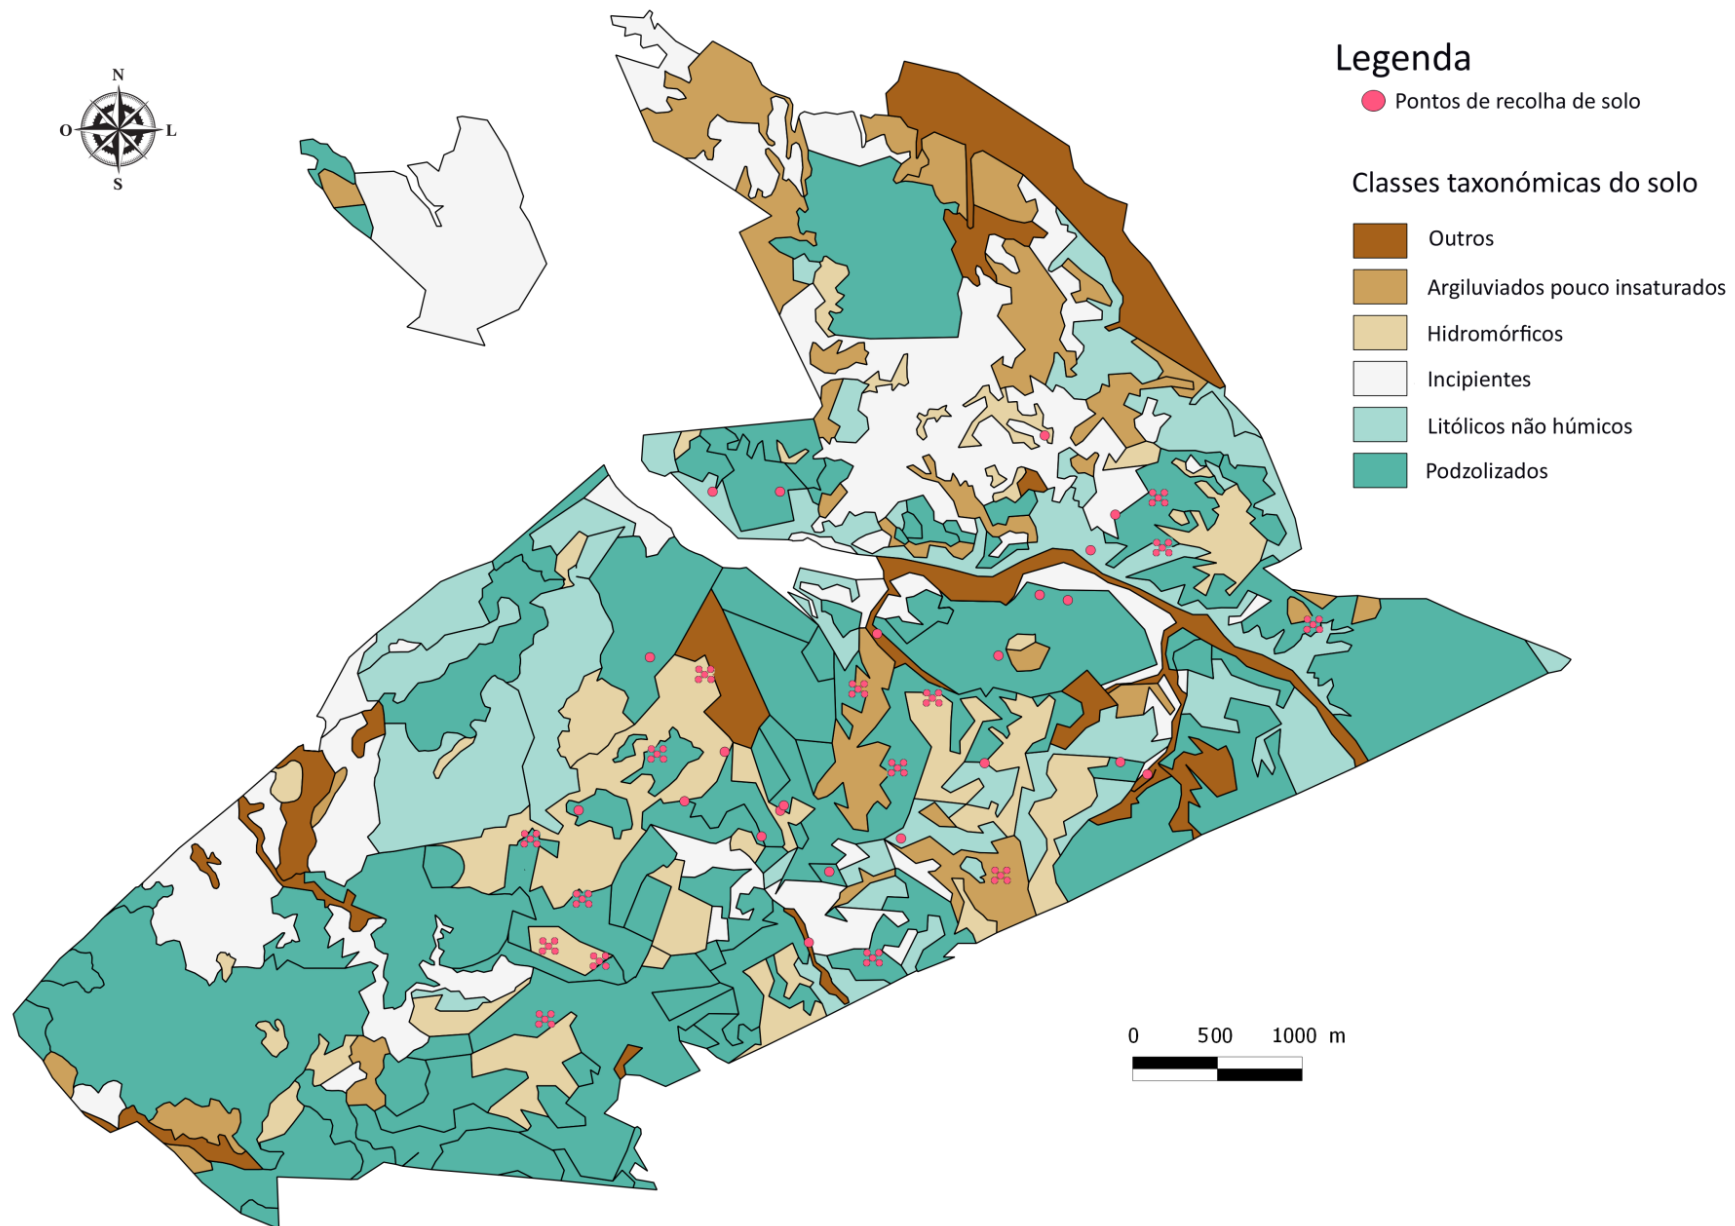 Legenda
Pontos de recolha de solo
N
O
L
S
Classes taxonómicas do solo
Outros
Argiluviados pouco insaturados
Hidromórficos
Incipientes
Litólicos não húmicos
Podzolizados
0 500 1000 m